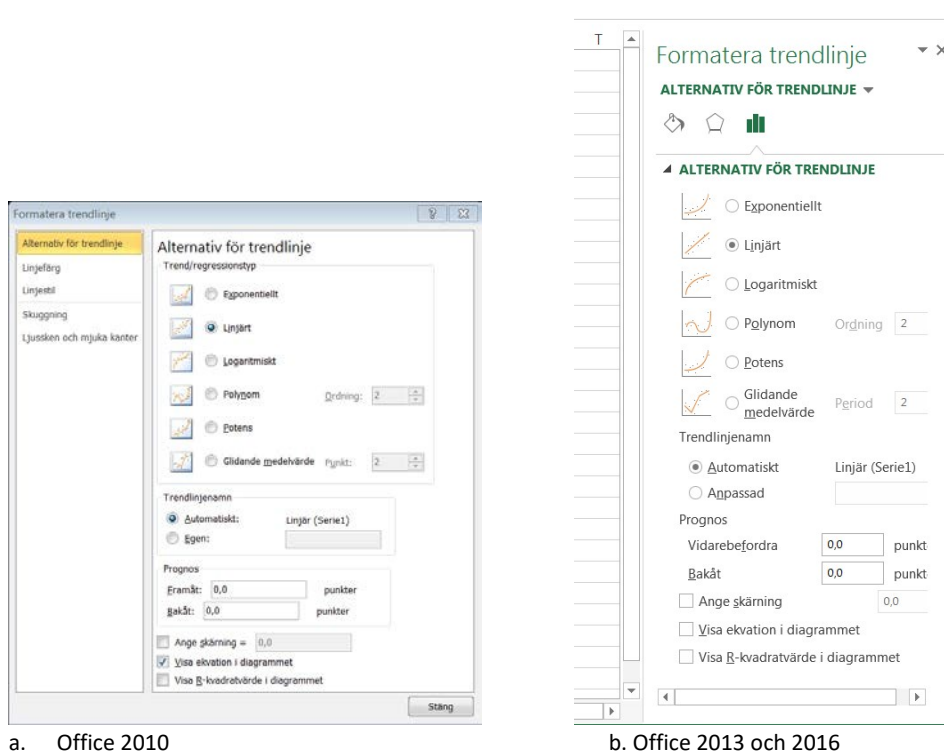 Formatera trendlinje
Alternativ för trendlinje
Linjefärg
Linjestil
Skuggning
Ljussken och mjuka kanter
Alternativ för trendlinje
Trend/regressionstyp
Exponentiellt
Linjärt
Logaritmiskt
Polynom Ordning: 2
Potens
Glidande medelvärde Punkt: 2
Trendlinjenamn
Automatiskt: Linjär (Serie1)
Egen:
Prognos
Framåt: 0,0 punkter
Bakåt: 0,0 punkter
Ange skärning = 0,0
Visa ekvation i diagrammet
Visa R-kvadratvärde i diagrammet
Stäng
a. Office 2010
T
Formatera trendlinje
ALTERNATIV FÖR TRENDLINJE
ALTERNATIV FÖR TRENDLINJE
Exponentiellt
Linjärt
Logaritmiskt
Polynom Ordning 2
Potens
Glidande
medelvärde Period 2
Trendlinjenamn
Automatiskt Linjär (Serie1)
Anpassad
Prognos
Vidarebefordra 0,0 punkt
Bakåt 0,0 punkt
Ange skärning 0,0
Visa ekvation i diagrammet
Visa R-kvadratvärde i diagrammet
b. Office 2013 och 2016